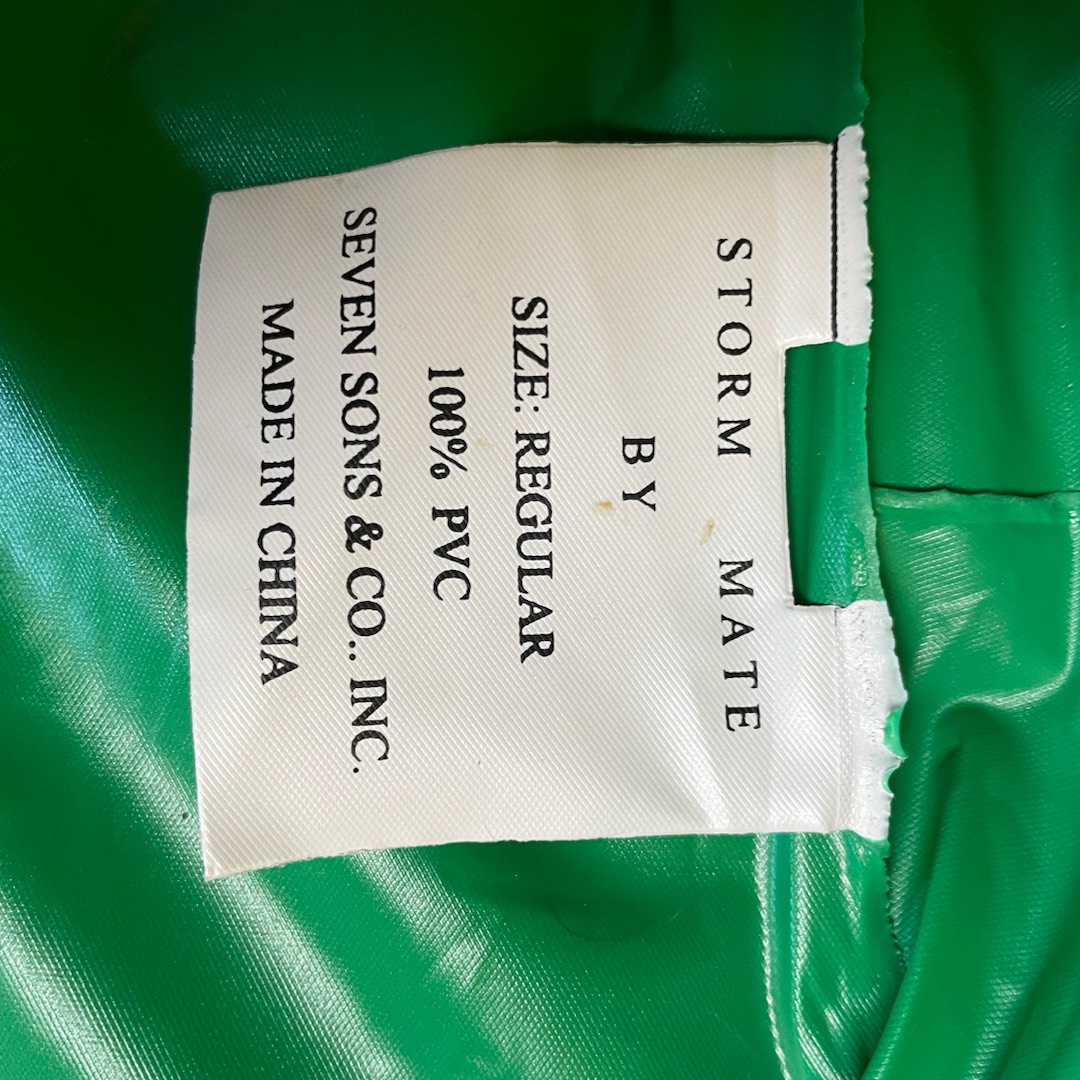 STORM MATE
BY
SIZE: REGULAR
100% PVC
SEVEN SONS & CO.. INC.
MADE IN CHINA